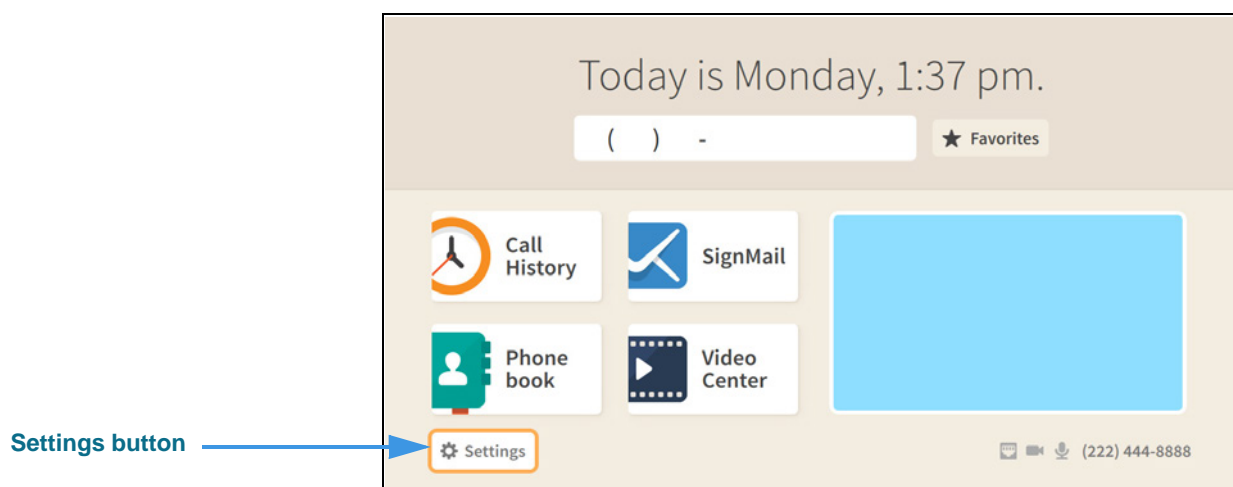 Today is Monday, 1:37 pm.
( ) -
Favorites
Call
History
SignMail
Phone
book
Video
Center
Settings button
Settings
(222) 444-8888